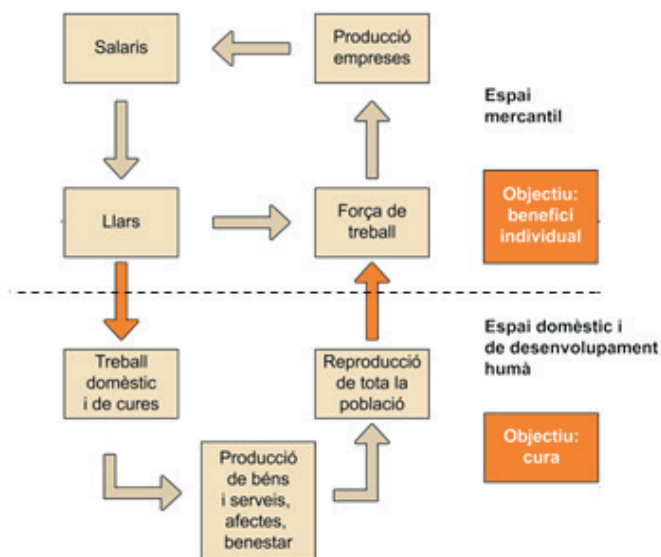 Salaris
Producció
empreses
Espai
mercantil
Llars
Força de
treball
Objectiu:
benefici
individual
Espai domèstic i
de desenvolupament
humà
Treball
domèstic
i de cures
Reproducció
de tota la
població
Objectiu:
cura
Producció
de béns
i serveis,
afectes,
benestar